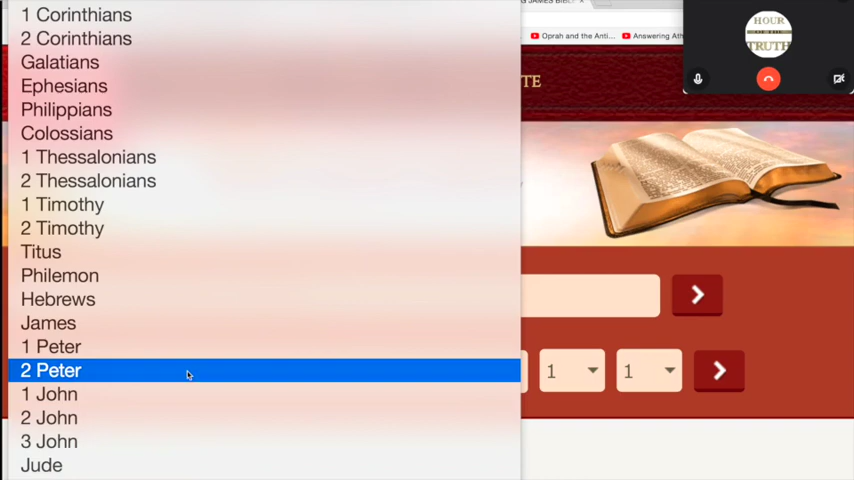 1 Corinthians
2 Corinthians
Galatians
Ephesians
Philippians
Colossians
1 Thessalonians
2 Thessalonians
1 Timothy
2 Timothy
Titus
Philemon
Hebrews
James
1 Peter
2 Peter
1 John
2 John
3 John
Jude
JAMES BIBLE
Oprah and the Anti...
Answering Ath
TE
HOUR
TRUTH
1
1